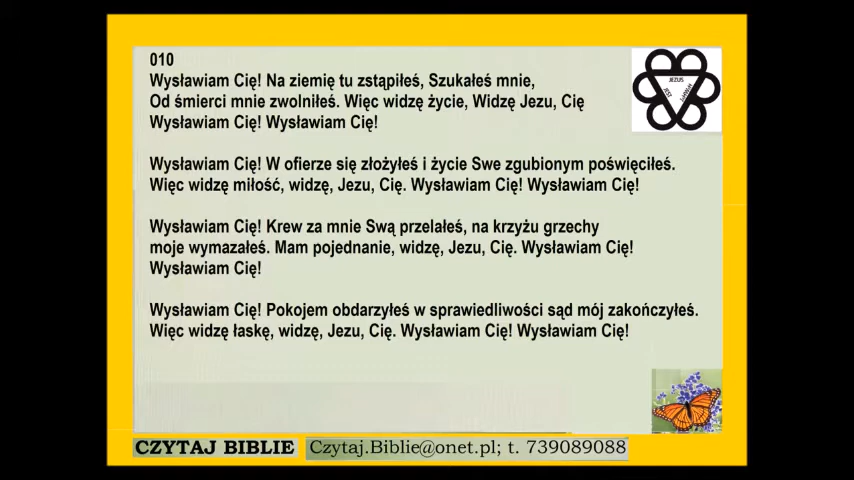 010
Wysławiam Cię! Na ziemię tu zstąpiłeś, Szukałeś mnie,
Od śmierci mnie zwolniłeś. Więc widzę życie, Widzę Jezu, Cię
Wysławiam Cię! Wysławiam Cię!
Wysławiam Cię! W ofierze się złożyłeś i życie Swe zgubionym poświęciłeś.
Więc widzę miłość, widzę, Jezu, Cię. Wysławiam Cię! Wysławiam Cię!
Wysławiam Cię! Krew za mnie Swą przelałeś, na krzyżu grzechy
moje wymazałeś. Mam pojednanie, widzę, Jezu, Cię. Wysławiam Cię!
Wysławiam Cię!
Wysławiam Cię! Pokojem obdarzyłeś w sprawiedliwości sąd mój zakończyłeś.
Więc widzę łaskę, widzę, Jezu, Cię. Wysławiam Cię! Wysławiam Cię!
JEZUS
JEST
PANEM
CZYTAJ BIBLIE Czytaj.Biblie@onet.pl; t. 739089088